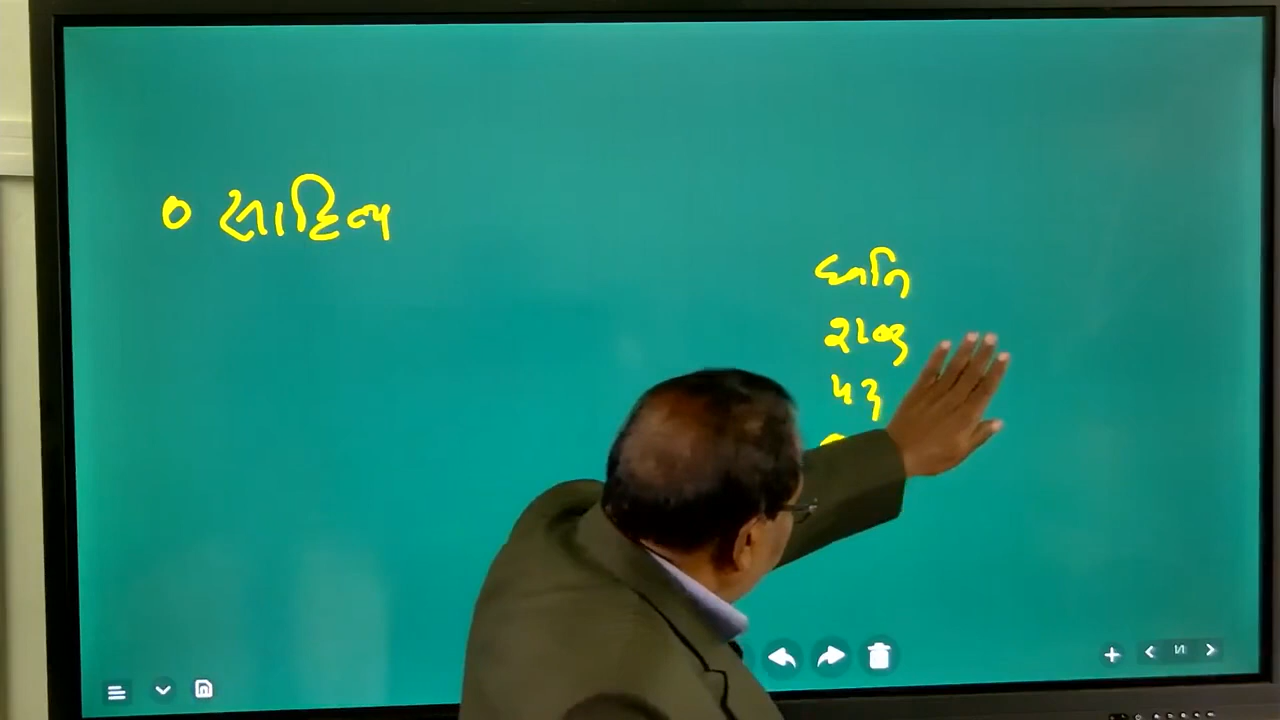 ૦ સાહિત્ય
ધ્વનિ
શબ્દ
પદ